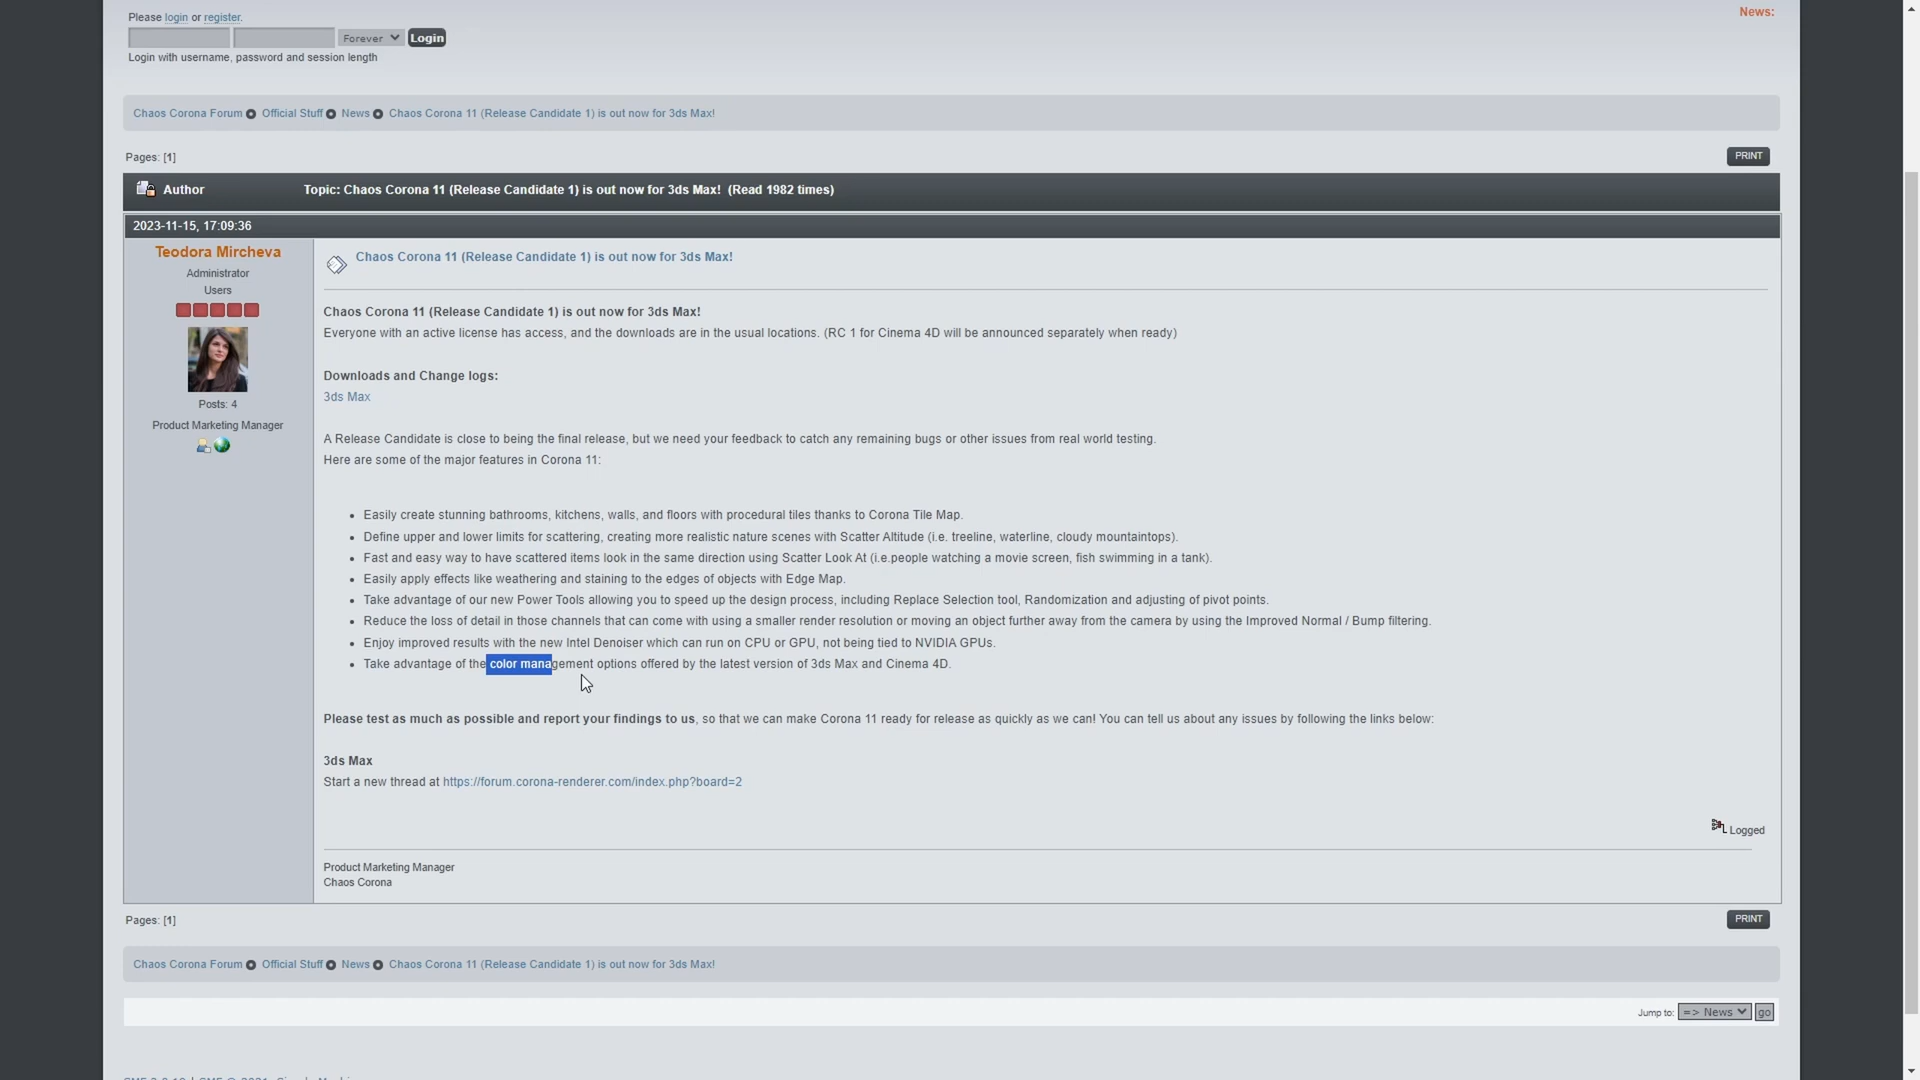 Please login or register.
News:
Forever
Login
Login with username, password and session length
Chaos Corona Forum Official Stuff News Chaos Corona 11 (Release Candidate 1) is out now for 3ds Max!
Pages: [1]
PRINT
Author
Topic: Chaos Corona 11 (Release Candidate 1) is out now for 3ds Max! (Read 1982 times)
2023-11-15, 17:09:36
Teodora Mircheva
Administrator
Users
Posts: 4
Product Marketing Manager
Chaos Corona 11 (Release Candidate 1) is out now for 3ds Max!
Chaos Corona 11 (Release Candidate 1) is out now for 3ds Max!
Everyone with an active license has access, and the downloads are in the usual locations. (RC 1 for Cinema 4D will be announced separately when ready)
Downloads and Change logs:
3ds Max
A Release Candidate is close to being the final release, but we need your feedback to catch any remaining bugs or other issues from real world testing.
Here are some of the major features in Corona 11:
• Easily create stunning bathrooms, kitchens, walls, and floors with procedural tiles thanks to Corona Tile Map.
• Define upper and lower limits for scattering, creating more realistic nature scenes with Scatter Altitude (i.e. treeline, waterline, cloudy mountaintops).
• Fast and easy way to have scattered items look in the same direction using Scatter Look At (i.e.people watching a movie screen, fish swimming in a tank).
• Easily apply effects like weathering and staining to the edges of objects with Edge Map.
• Take advantage of our new Power Tools allowing you to speed up the design process, including Replace Selection tool, Randomization and adjusting of pivot points.
• Reduce the loss of detail in those channels that can come with using a smaller render resolution or moving an object further away from the camera by using the Improved Normal / Bump filtering.
• Enjoy improved results with the new Intel Denoiser which can run on CPU or GPU, not being tied to NVIDIA GPUs.
• Take advantage of the color management options offered by the latest version of 3ds Max and Cinema 4D.
Please test as much as possible and report your findings to us, so that we can make Corona 11 ready for release as quickly as we can! You can tell us about any issues by following the links below:
3ds Max
Start a new thread at https://forum.corona-renderer.com/index.php?board=2
Logged
Product Marketing Manager
Chaos Corona
Pages: [1]
PRINT
Chaos Corona Forum Official Stuff News Chaos Corona 11 (Release Candidate 1) is out now for 3ds Max!
Jump to: => News go